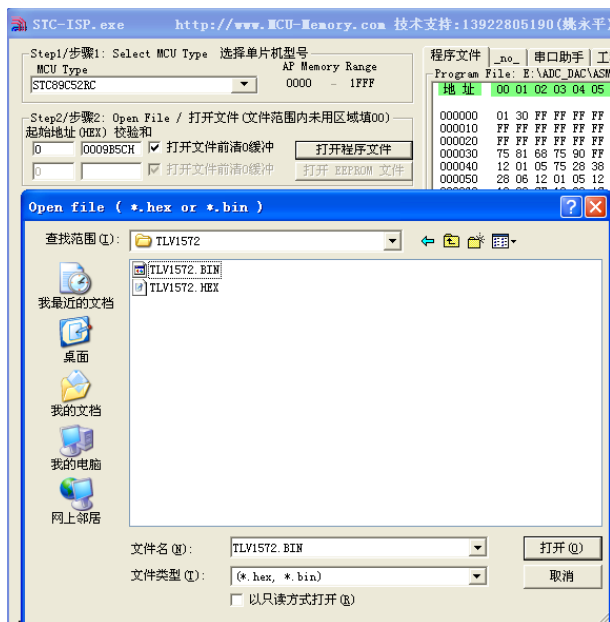 STC-ISP.exe http://www.MCU-Memory.com 技术支持:13922805190(姚永平)
Step1/步骤1: Select MCU Type 选择单片机型号
MCU Type AP Memory Range
STC89C52RC 0000 - 1FFF
Step2/步骤2: Open File / 打开文件(文件范围内未用区域填00)
起始地址(HEX) 校验和
0 0009B5CH 打开文件前清0缓冲 打开程序文件
0 打开文件前清0缓冲 打开 EEPROM 文件
程序文件 _no_ 串口助手 工
Program File: E:\ADC_DAC\ASM
地 址 00 01 02 03 04 05
000000 01 30 FF FF FF FF
000010 FF FF FF FF FF FF
000020 FF FF FF FF FF FF
000030 75 81 68 75 90 FF
000040 12 01 05 75 28 38
000050 28 06 12 01 05 12
Open file ( *.hex or *.bin )
查找范围(I): TLV1572
TLV1572.BIN
TLV1572.HEX
我最近的文档
桌面
我的文档
我的电脑
网上邻居
文件名(N): TLV1572.BIN 打开(O)
文件类型(T): (*.hex, *.bin) 取消
以只读方式打开(R)